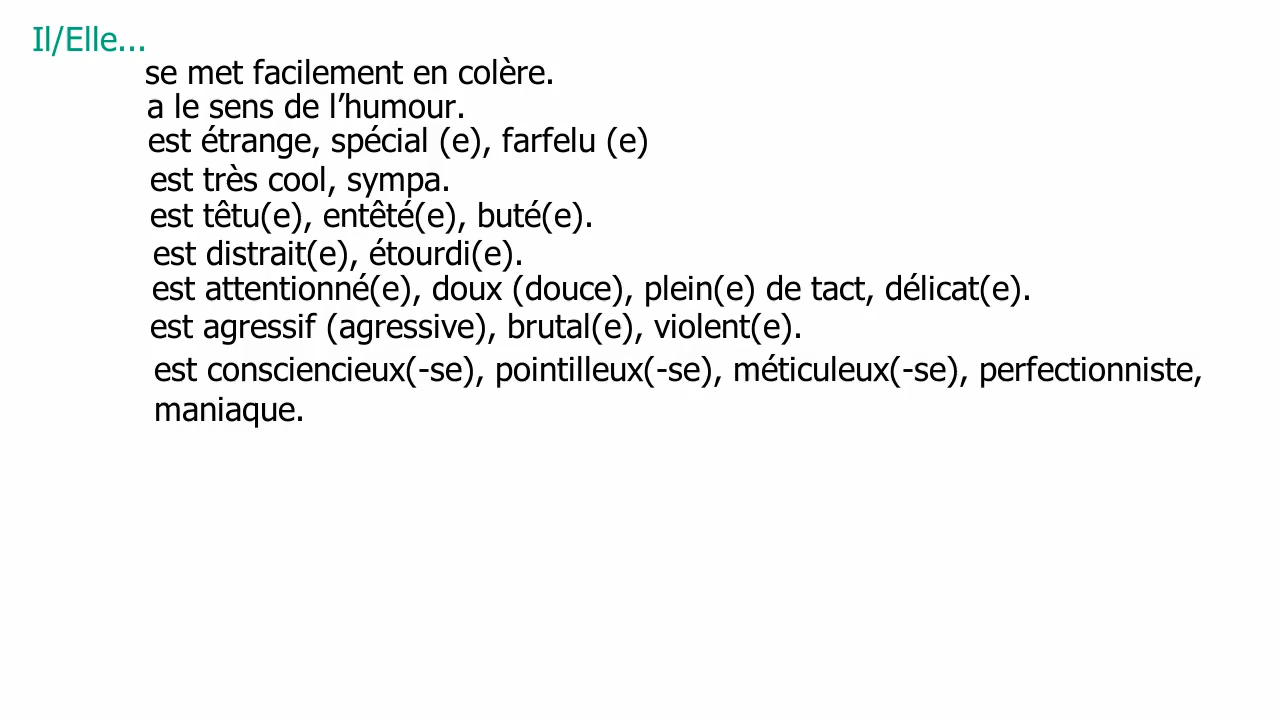 Il/Elle...
se met facilement en colère.
a le sens de l’humour.
est étrange, spécial (e), farfelu (e)
est très cool, sympa.
est têtu(e), entêté(e), buté(e).
est distrait(e), étourdi(e).
est attentionné(e), doux (douce), plein(e) de tact, délicat(e).
est agressif (agressive), brutal(e), violent(e).
est consciencieux(-se), pointilleux(-se), méticuleux(-se), perfectionniste,
maniaque.